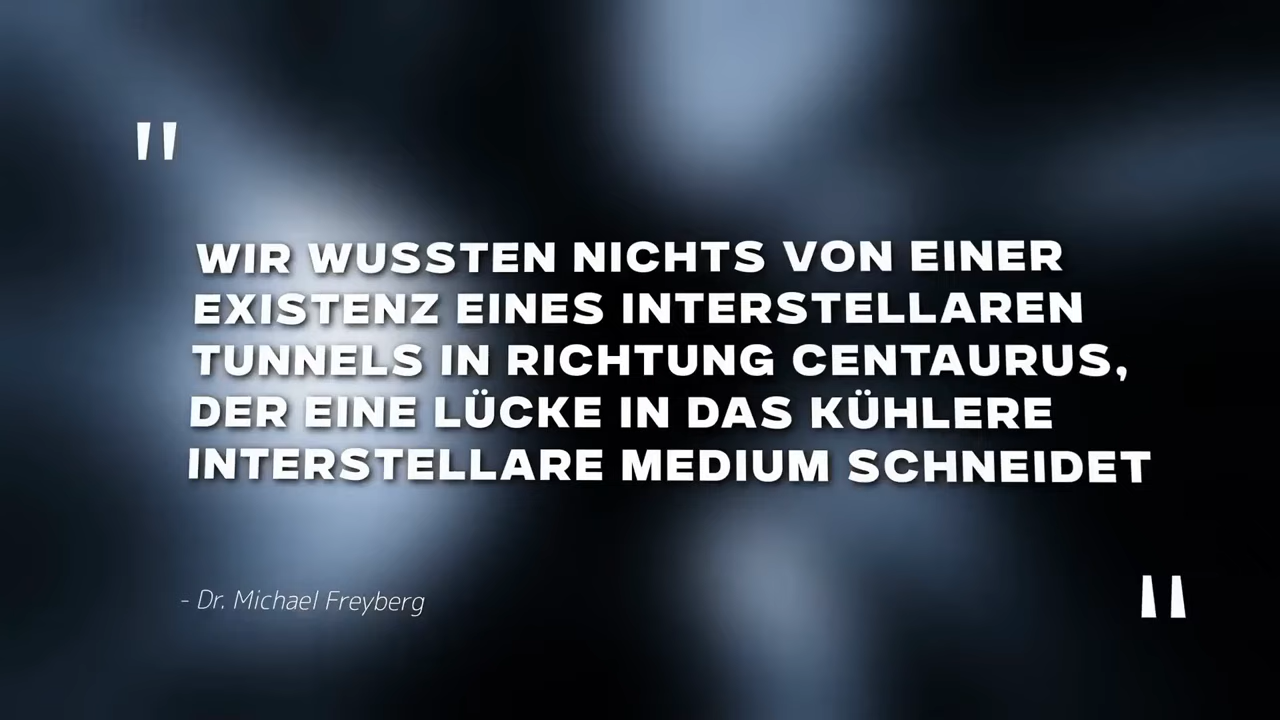 "
WIR WUSSTEN NICHTS VON EINER
EXISTENZ EINES INTERSTELLAREN
TUNNELS IN RICHTUNG CENTAURUS,
DER EINE LÜCKE IN DAS KÜHLERE
INTERSTELLARE MEDIUM SCHNEIDET
- Dr. Michael Freyberg
"